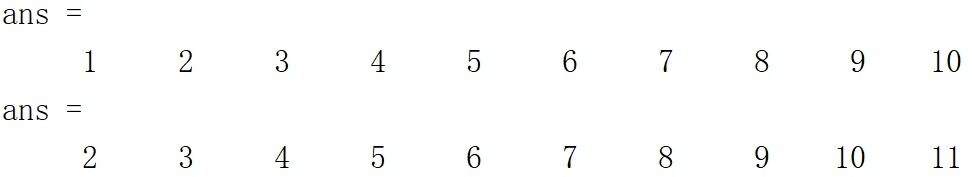 ans =
1 2 3 4 5 6 7 8 9 10
ans =
2 3 4 5 6 7 8 9 10 11